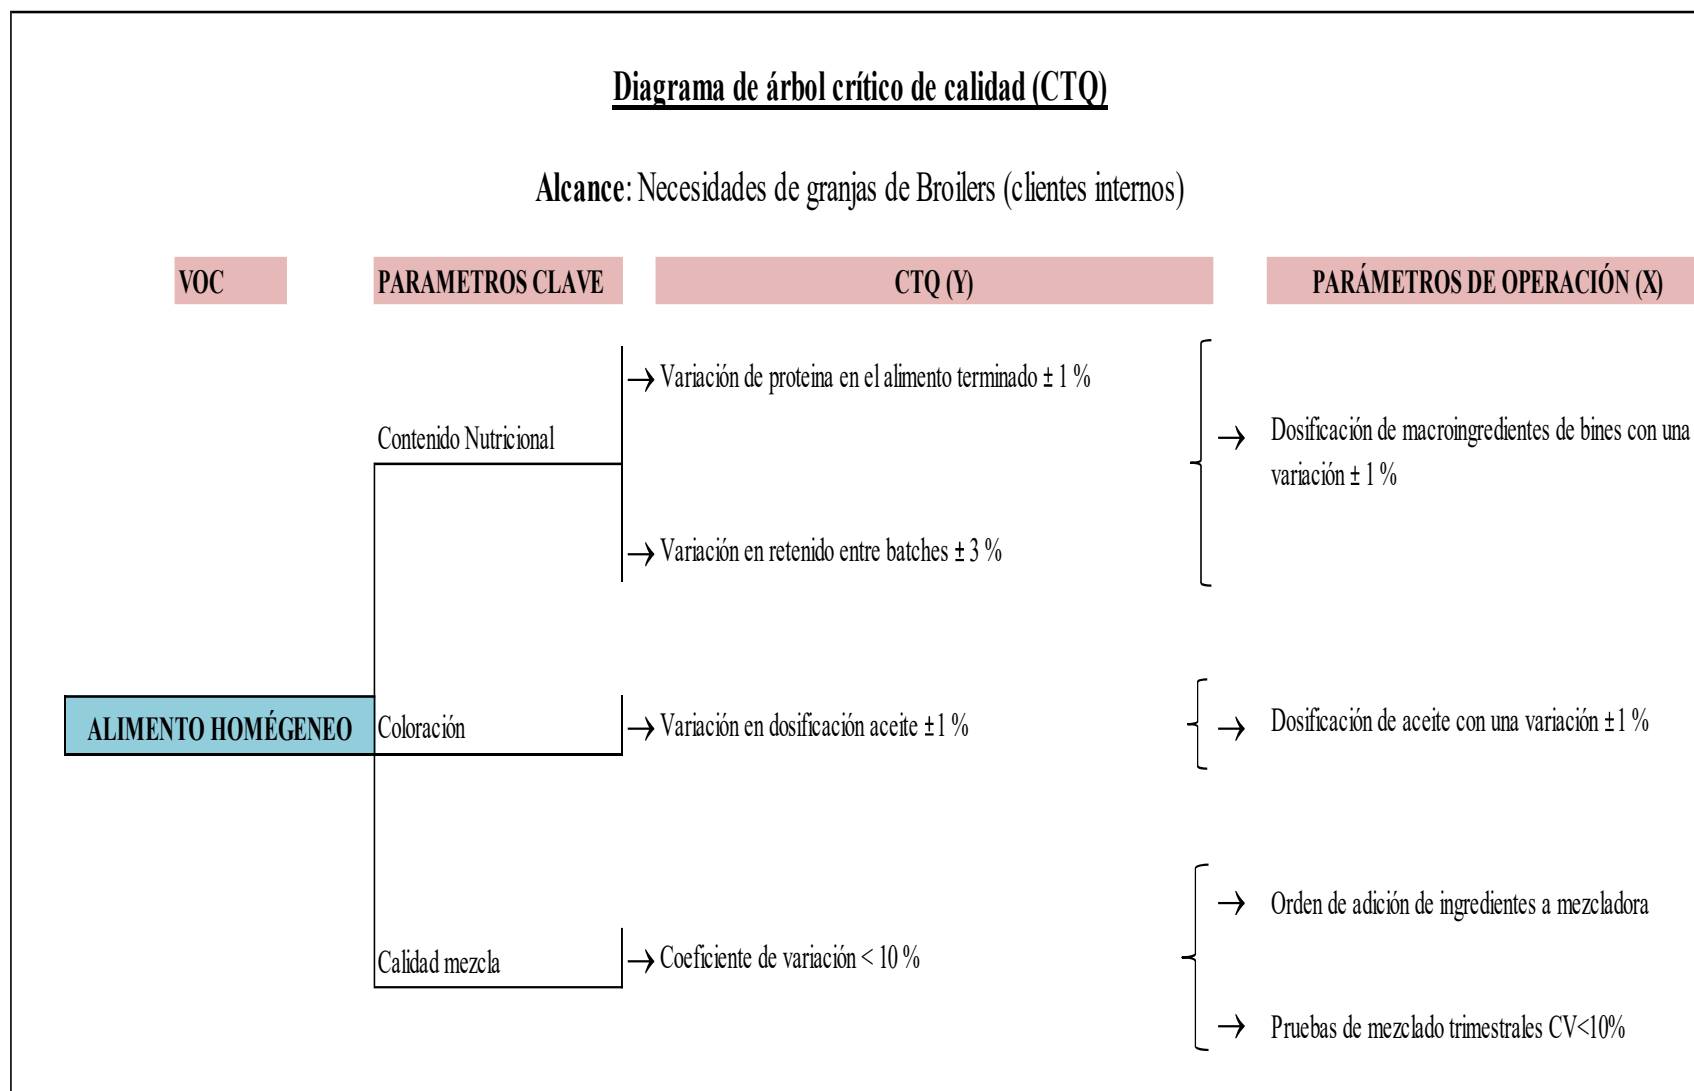 Diagrama de árbol crítico de calidad (CTQ)
Alcance: Necesidades de granjas de Broilers (clientes internos)
VOC
PARAMETROS CLAVE
CTQ (Y)
PARÁMETROS DE OPERACIÓN (X)
Variación de proteina en el alimento terminado ± 1 %
Contenido Nutricional
Dosificación de macroingredientes de bines con una
variación ± 1 %
Variación en retenido entre batches ± 3 %
ALIMENTO HOMÉGENEO
Coloración
Variación en dosificación aceite ±1 %
Dosificación de aceite con una variación ±1 %
Orden de adición de ingredientes a mezcladora
Calidad mezcla
Coeficiente de variación < 10 %
Pruebas de mezclado trimestrales CV<10%